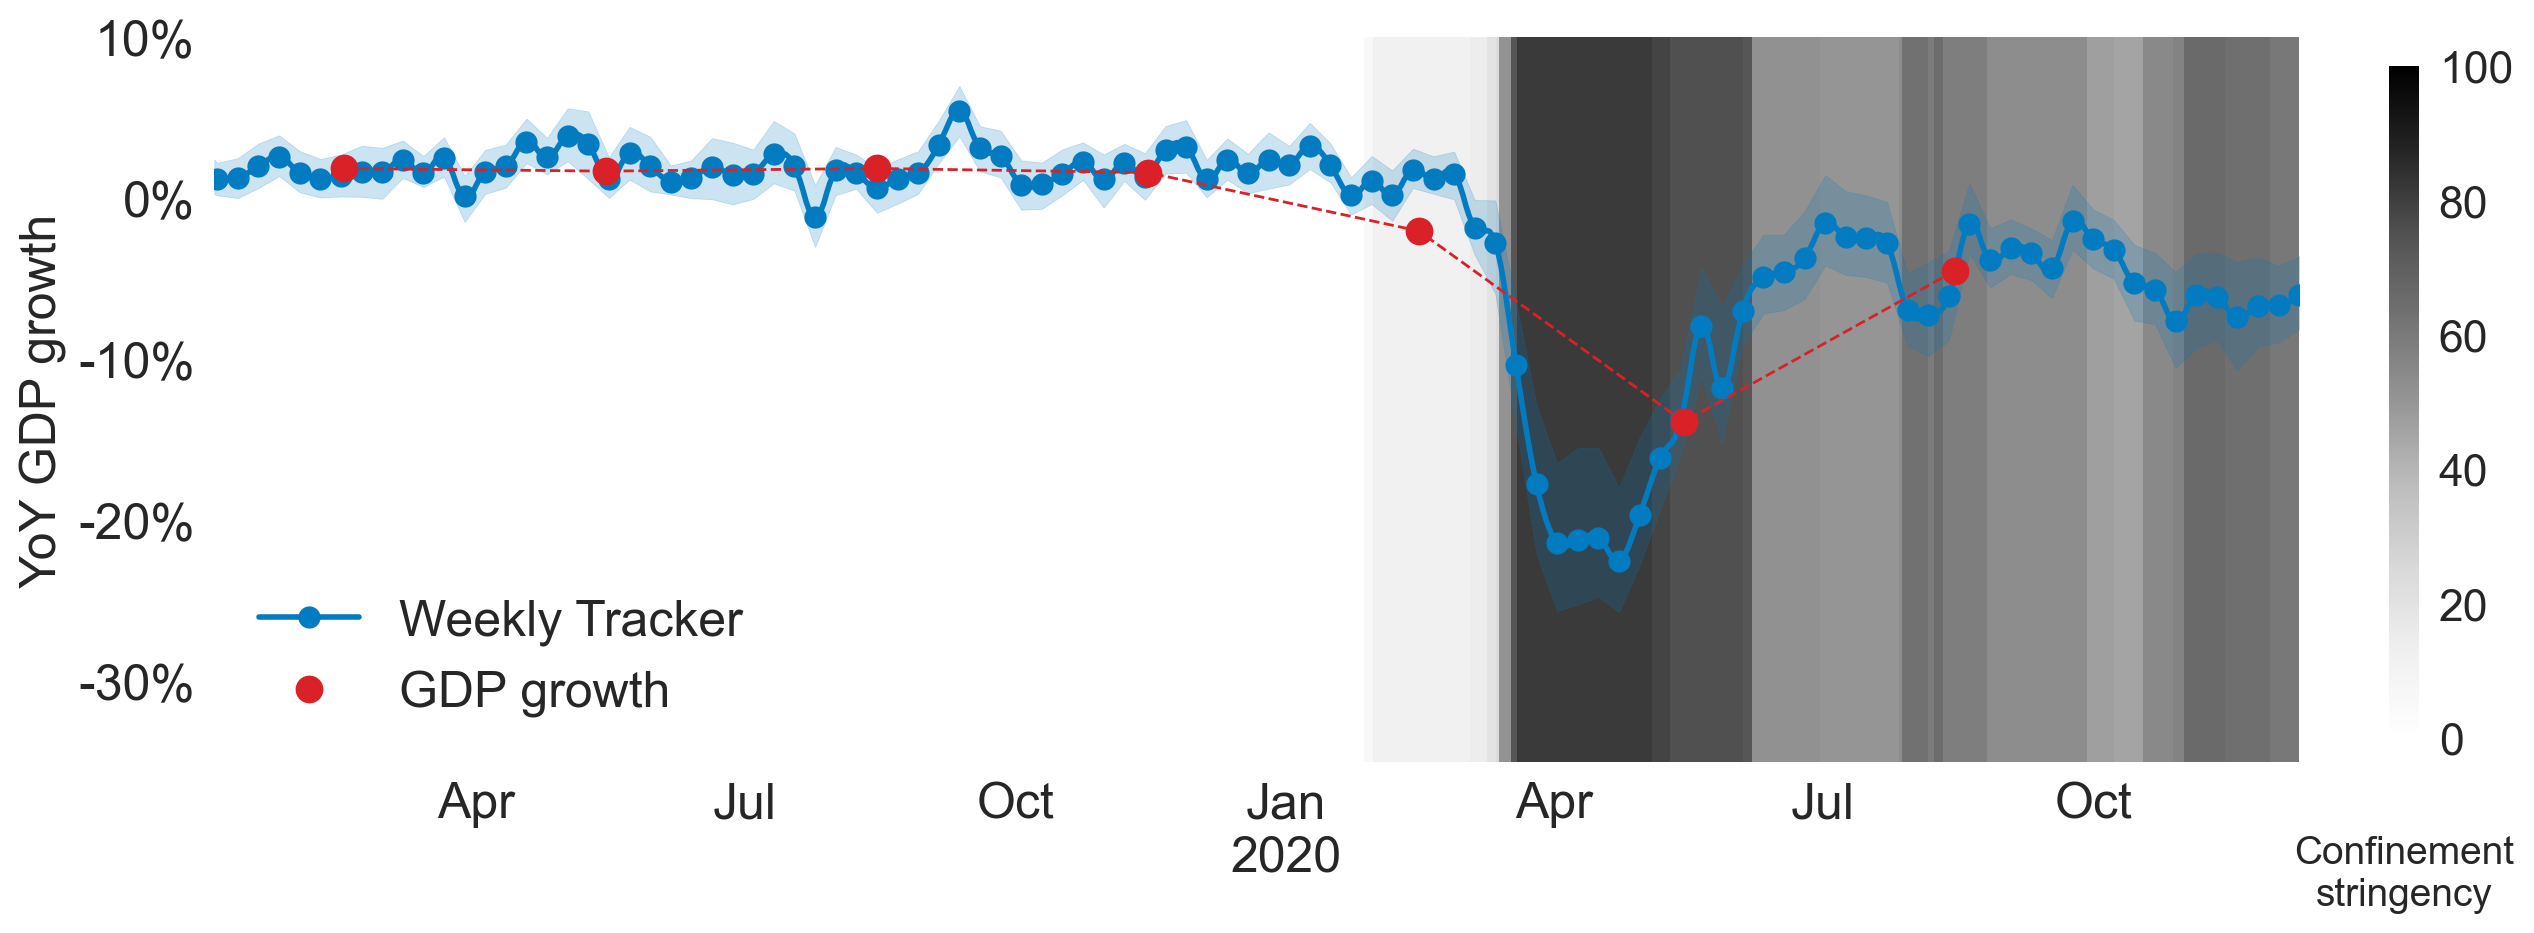 10%
0%
-10%
-20%
-30%
YoY GDP growth
Weekly Tracker
GDP growth
Apr
Jul
Oct
Jan
2020
Apr
Jul
Oct
100
80
60
40
20
0
Confinement
stringency